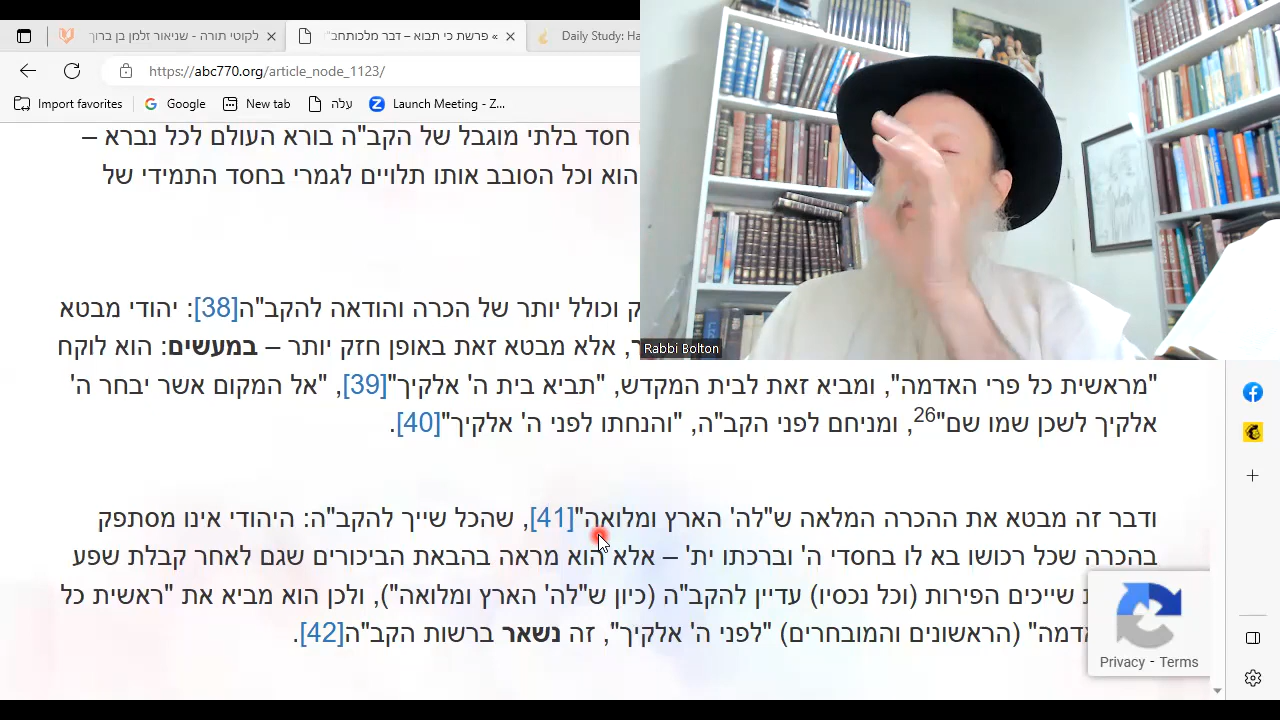 לקוטי תורה - שניאור זלמן בן ברוך
» פרשת כי תבוא – דבר מלכותחב"
Daily Study: Ha
https://abc770.org/article_node_1123/
Import favorites
Google
New tab
עלה
Launch Meeting - Z...
חסד בלתי מוגבל של הקב"ה בורא העולם לכל נברא –
הוא וכל הסובב אותו תלויים לגמרי בחסד התמידי של
וכולל יותר של הכרה והודאה להקב"ה[38]: יהודי מבטא
, אלא מבטא זאת באופן חזק יותר – במעשים: הוא לוקח
"מראשית כל פרי האדמה", ומביא זאת לבית המקדש, "תביא בית ה' אלקיך"[39], "אל המקום אשר יבחר ה'
אלקיך לשכן שמו שם"26, ומניחם לפני הקב"ה, "והנחתו לפני ה' אלקיך"[40].
ודבר זה מבטא את ההכרה המלאה ש"לה' הארץ ומלואה"[41], שהכל שייך להקב"ה: היהודי אינו מסתפק
בהכרה שכל רכושו בא לו בחסדי ה' וברכתו ית' – אלא הוא מראה בהבאת הביכורים שגם לאחר קבלת שפע
שייכים הפירות (וכל נכסיו) עדיין להקב"ה (כיון ש"לה' הארץ ומלואה"), ולכן הוא מביא את "ראשית כל
(הראשונים והמובחרים) "לפני ה' אלקיך", זה נשאר ברשות הקב"ה[42].
Rabbi Bolton
Privacy - Terms